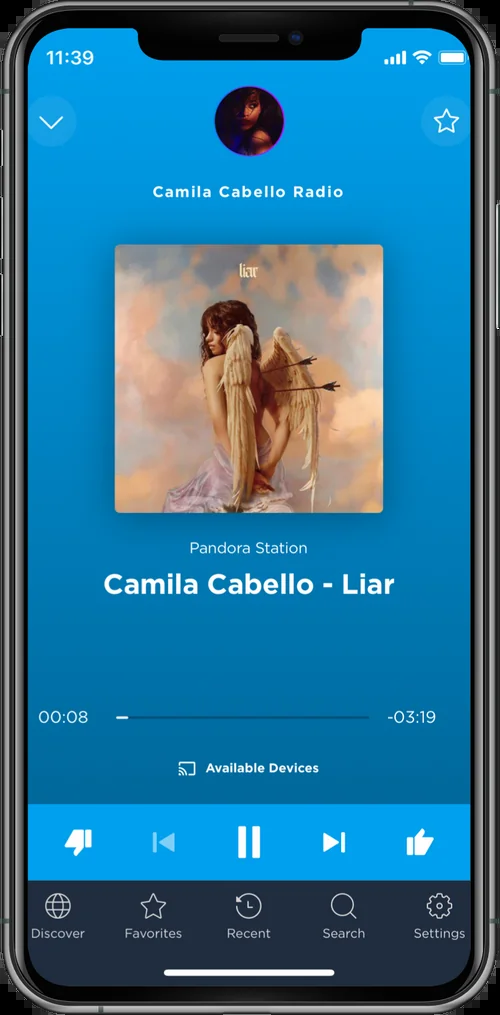 11:39
Camila Cabello Radio
liar
Pandora Station
Camila Cabello - Liar
00:08
-03:19
Available Devices
Discover
Favorites
Recent
Search
Settings